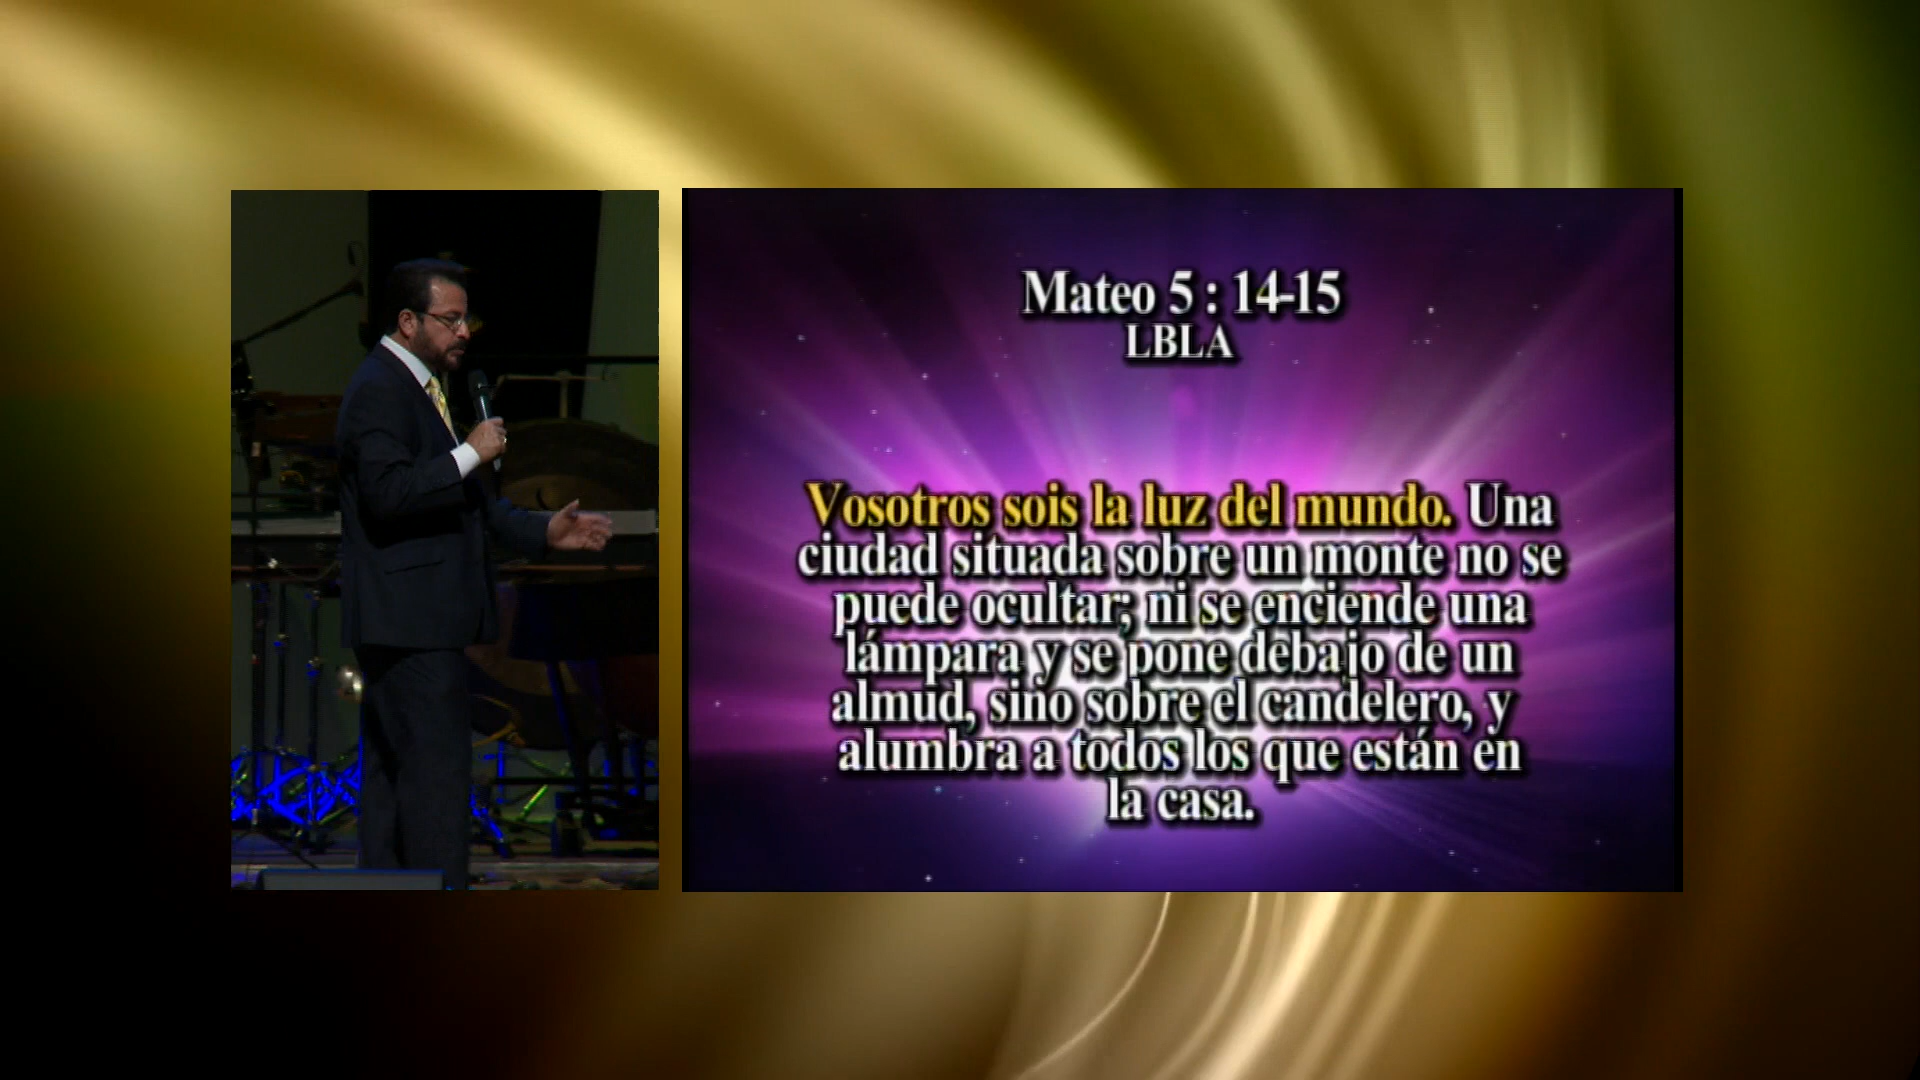 Mateo 5 : 14-15
LBLA
Vosotros sois la luz del mundo. Una
ciudad situada sobre un monte no se
puede ocultar; ni se enciende una
lámpara y se pone debajo de un
almud, sino sobre el candelero, y
alumbra a todos los que están en
la casa.